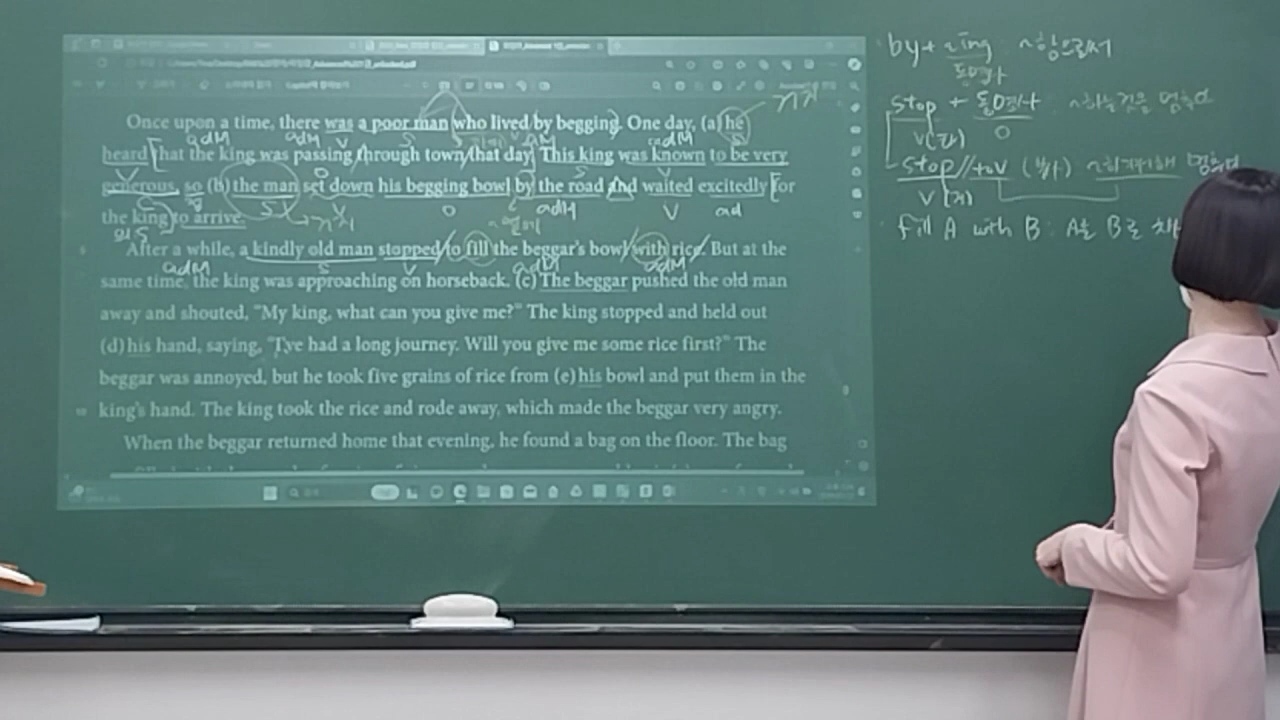 Once upon a time, there was a poor man who lived by begging. One day, (a) he
heard that the king was passing through town that day. This king was known to be very
generous, so (b) the man set down his begging bowl by the road and waited excitedly for
the king to arrive.
After a while, a kindly old man stopped to fill the beggar's bowl with rice. But at the
same time, the king was approaching on horseback. (c) The beggar pushed the old man
away and shouted, "My king, what can you give me?" The king stopped and held out
(d) his hand, saying, "I've had a long journey. Will you give me some rice first?" The
beggar was annoyed, but he took five grains of rice from (e) his bowl and put them in the
10 king's hand. The king took the rice and rode away, which made the beggar very angry.
When the beggar returned home that evening, he found a bag on the floor. The bag
by + ~ing ~함으로써
동명사
stop + 동명사 ~하는 것을 멈추다
V(타) O
stop // to V (부사) ~하기 위해 멈추다
V (자)
fill A with B : A를 B로